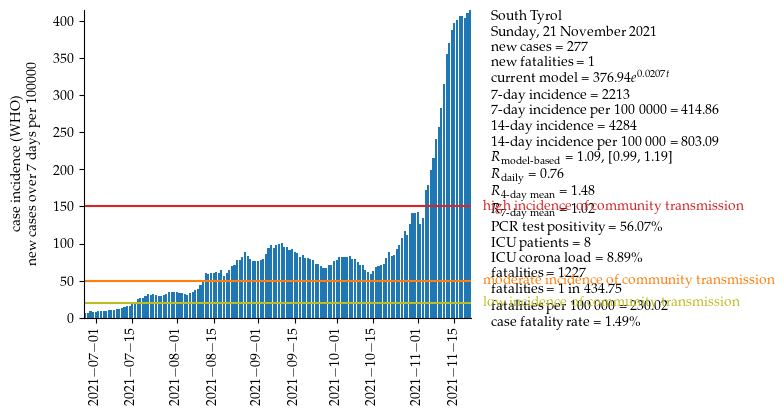 South Tyrol
Sunday, 21 November 2021
new cases = 277
new fatalities = 1
current model = 376.94e^0.0207t
7-day incidence = 2213
7-day incidence per 100 0000 = 414.86
14-day incidence = 4284
14-day incidence per 100 000 = 803.09
R model-based = 1.09, [0.99, 1.19]
R daily = 0.76
R 4-day mean = 1.48
R 7-day mean = 1.02
high incidence of community transmission
PCR test positivity = 56.07%
ICU patients = 8
ICU corona load = 8.89%
fatalities = 1227
moderate incidence of community transmission
fatalities = 1 in 434.75
low incidence of community transmission
fatalities per 100 000 = 230.02
case fatality rate = 1.49%
case incidence (WHO)
new cases over 7 days per 100000
400
350
300
250
200
150
100
50
0
2021−07−01
2021−07−15
2021−08−01
2021−08−15
2021−09−01
2021−09−15
2021−10−01
2021−10−15
2021−11−01
2021−11−15